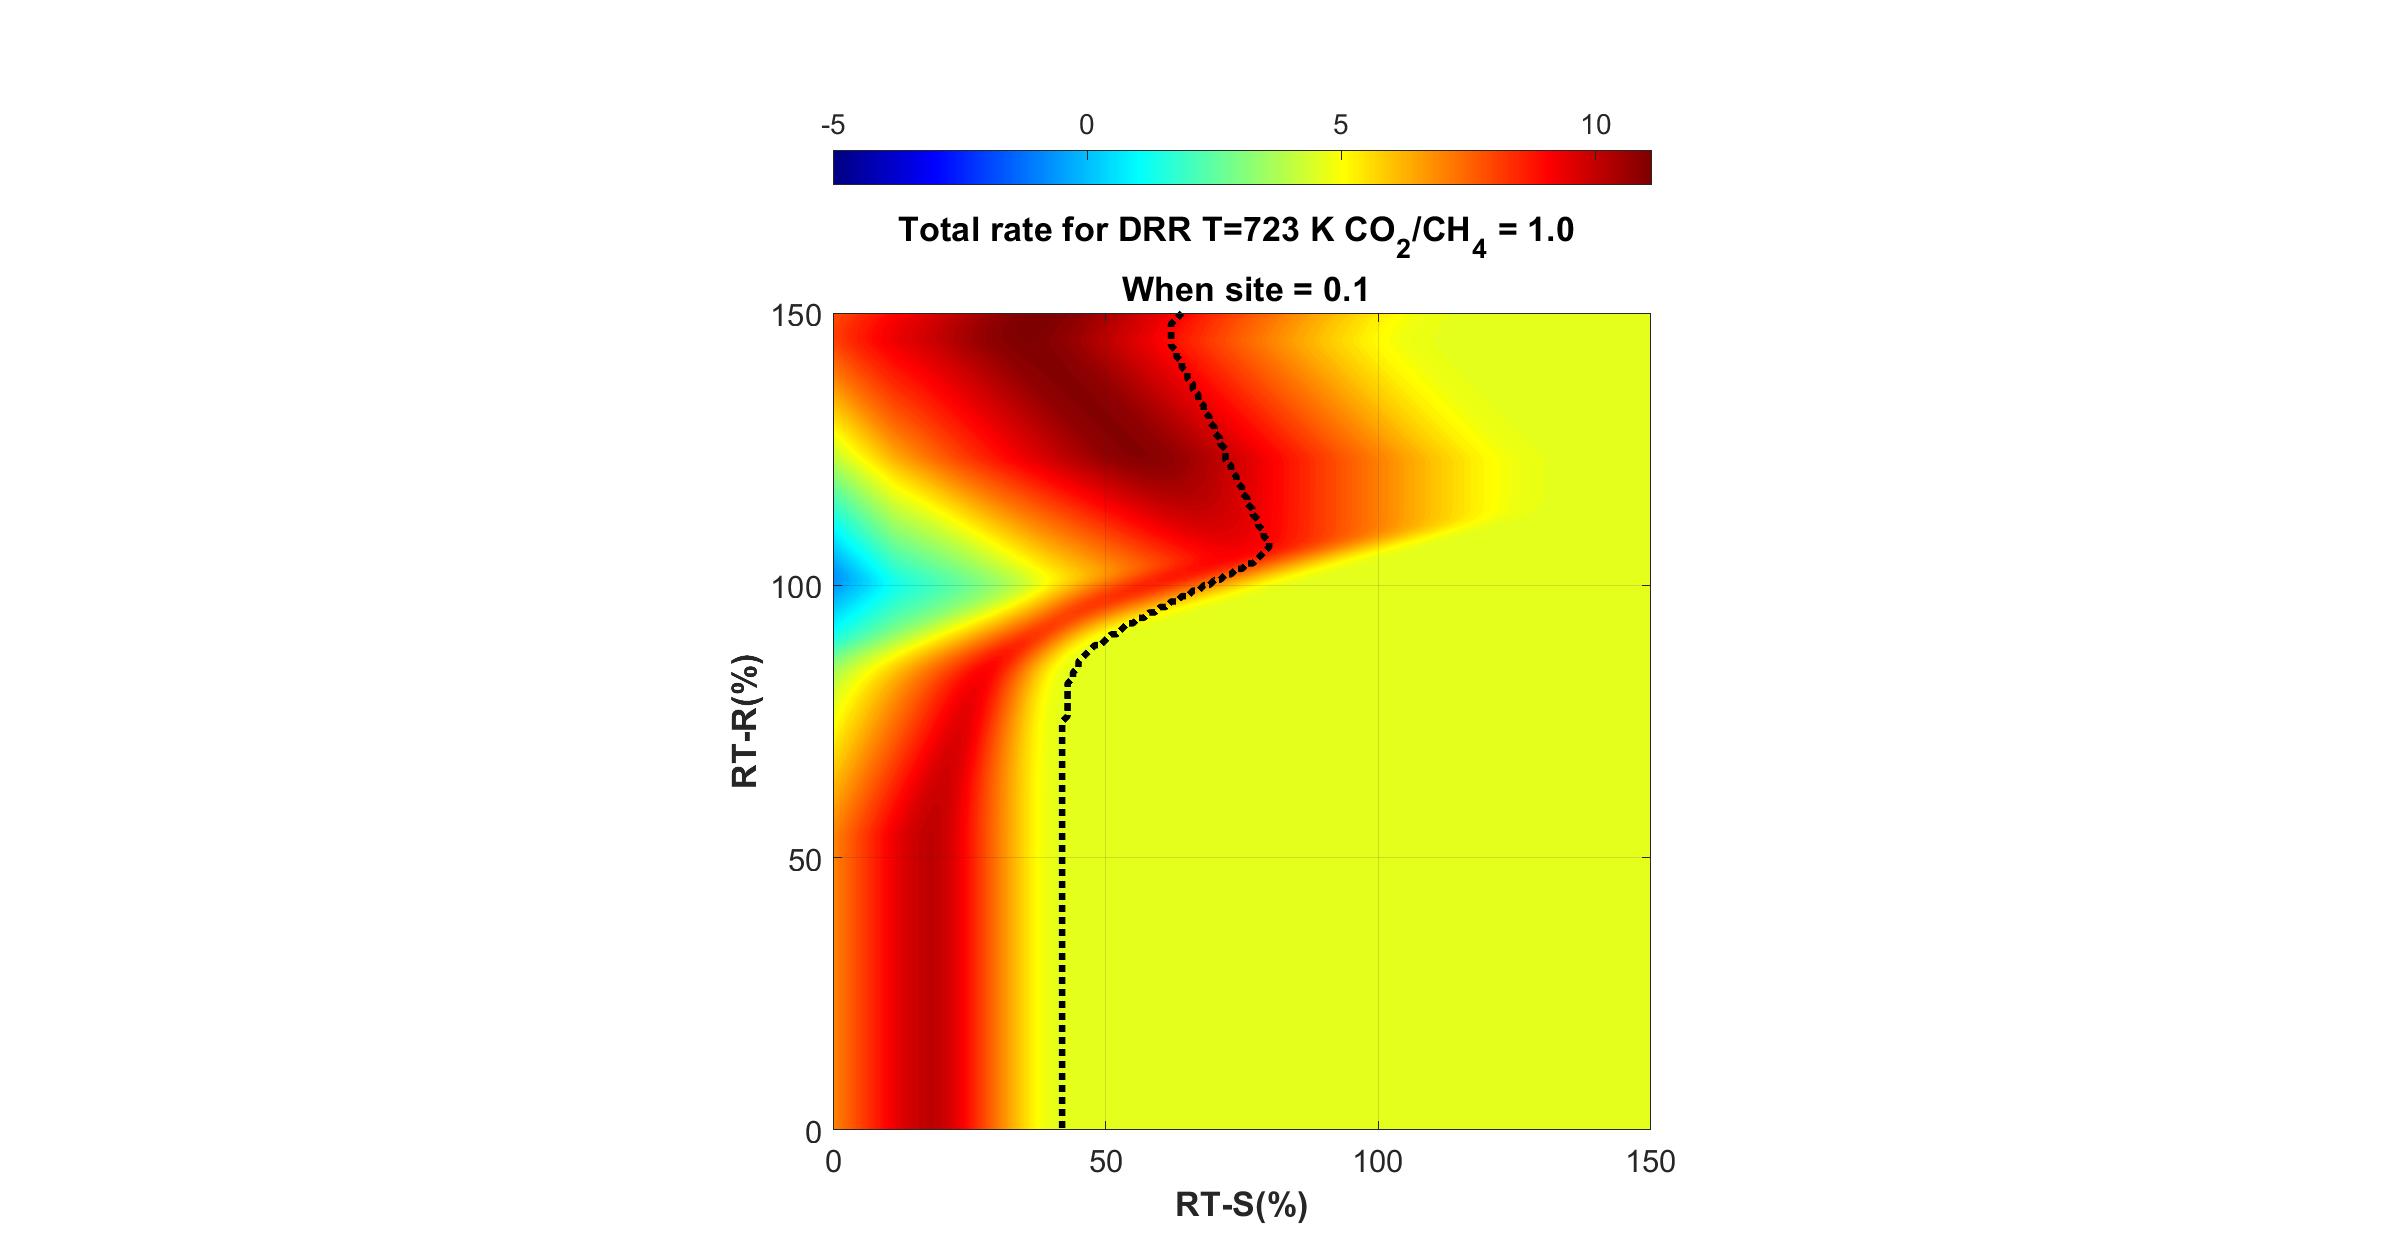 -5 0 5 10
Total rate for DRR T=723 K CO2/CH4 = 1.0
When site = 0.1
150
100
50
0
RT-R(%)
0 50 100 150
RT-S(%)